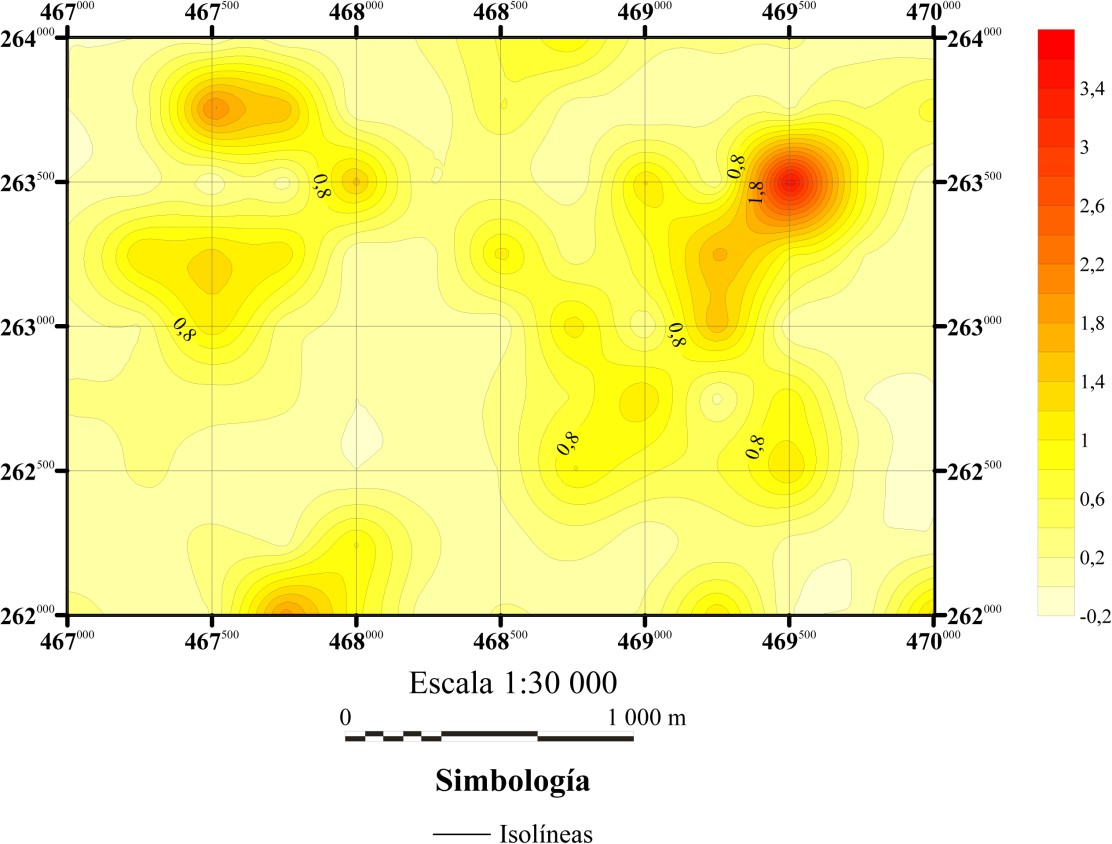 467⁰⁰⁰ 467⁵⁰⁰ 468⁰⁰⁰ 468⁵⁰⁰ 469⁰⁰⁰ 469⁵⁰⁰ 470⁰⁰⁰
264⁰⁰⁰ 264⁰⁰⁰
3,4
3
0,8
263⁵⁰⁰ 0,8 1,8 263⁵⁰⁰
2,6
2,2
263⁰⁰⁰ 0,8 0,8 263⁰⁰⁰
1,8
1,4
0,8 0,8 1
262⁵⁰⁰ 262⁵⁰⁰
0,6
0,2
262⁰⁰⁰ 262⁰⁰⁰ -0,2
467⁰⁰⁰ 467⁵⁰⁰ 468⁰⁰⁰ 468⁵⁰⁰ 469⁰⁰⁰ 469⁵⁰⁰ 470⁰⁰⁰
Escala 1:30 000
0 1 000 m
Simbología
Isolíneas